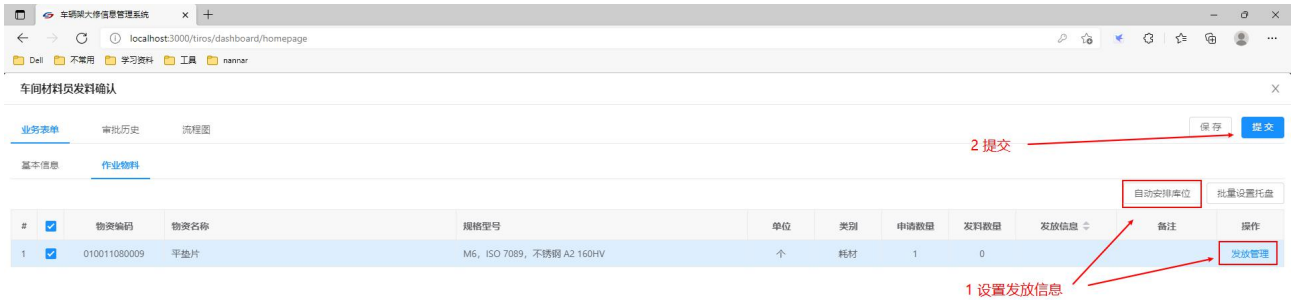 车辆架大修信息管理系统
localhost:3000/tiros/dashboard/homepage
Dell 不常用 学习资料 工具 nannar
车间材料员发料确认
业务表单 审批历史 流程图 保存 提交
2 提交
基本信息 作业物料
自动安排库位 批量设置托盘
# 物资编码 物资名称 规格型号 单位 类别 申请数量 发料数量 发放信息 备注 操作
1 010011080009 平垫片 M6，ISO 7089，不锈钢 A2 160HV 个 耗材 1 0 发放管理
1 设置发放信息